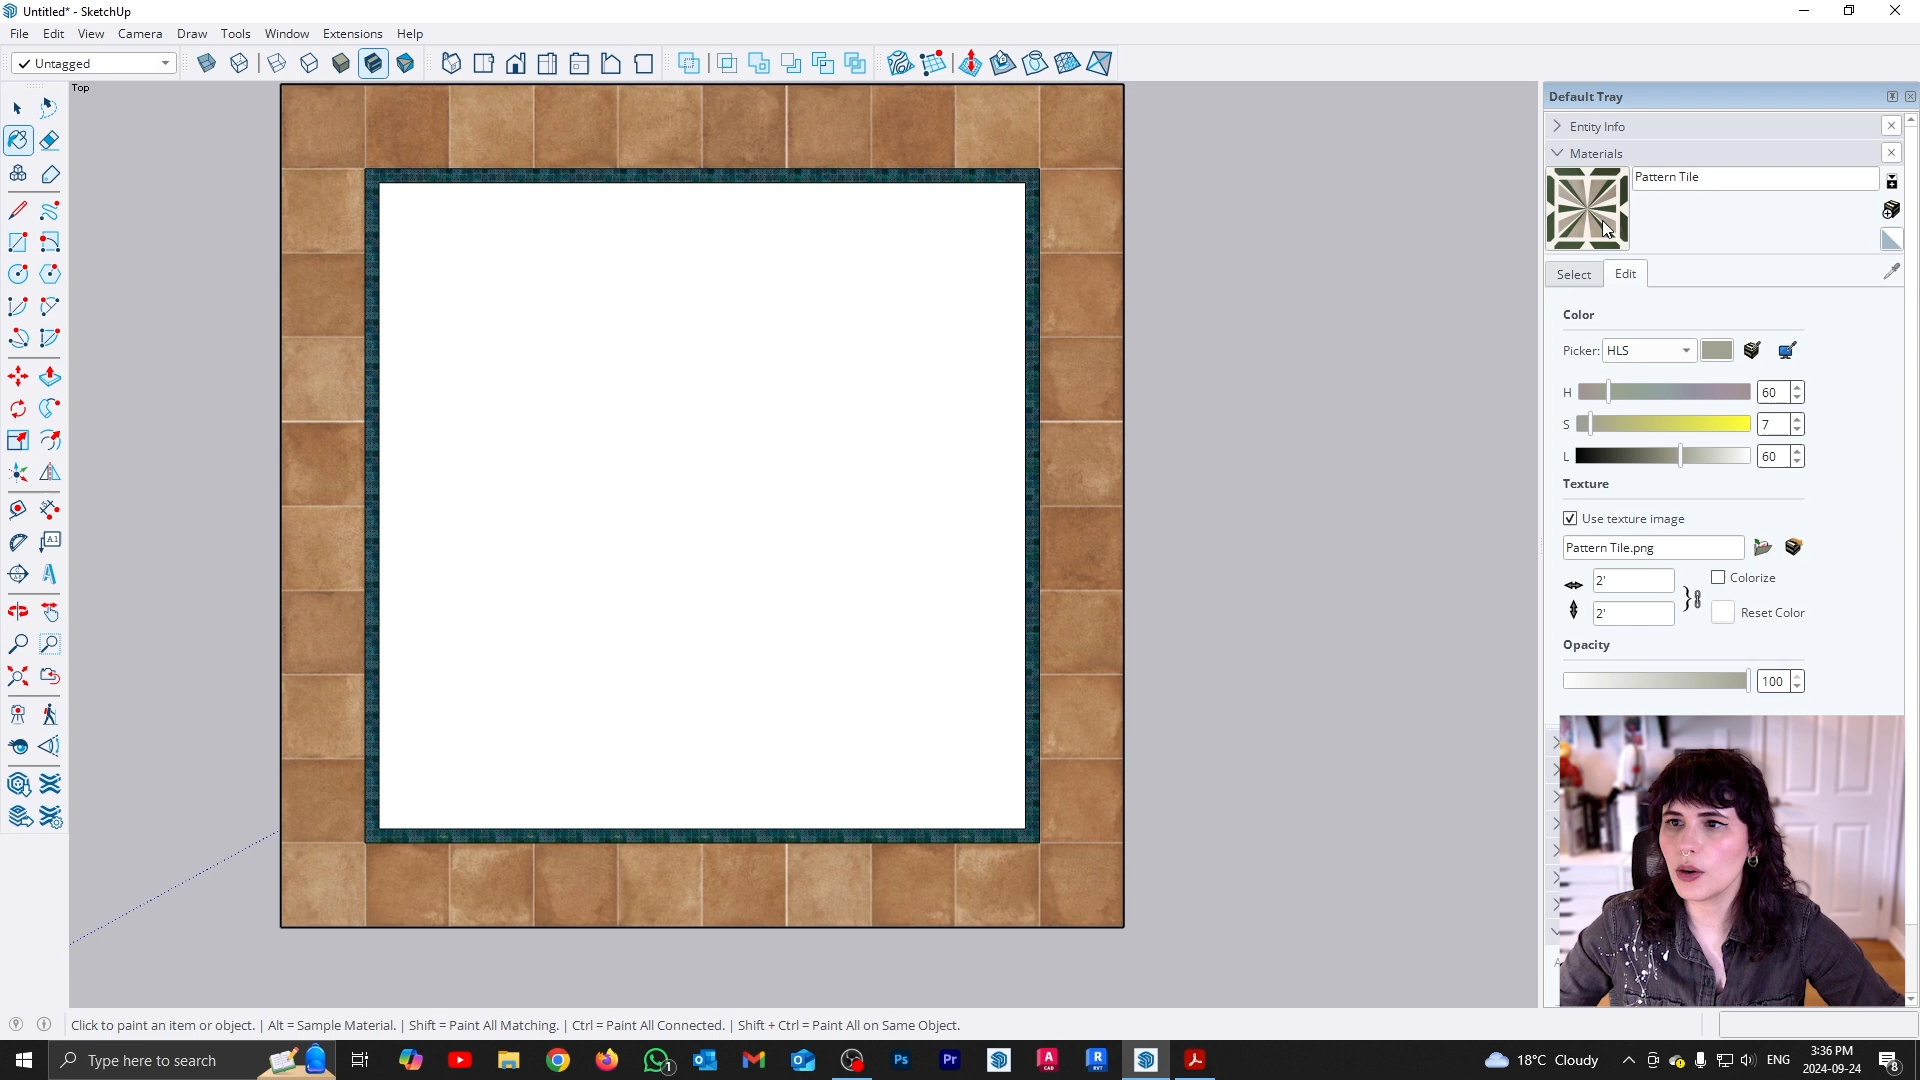 Untitled* - SketchUp
File Edit View Camera Draw Tools Window Extensions Help
Untagged
Top
Default Tray
Entity Info
Materials
Pattern Tile
Select Edit
Color
Picker: HLS
H 60
S 7
L 60
Texture
Use texture image
Pattern Tile.png
2' Colorize
2' Reset Color
Opacity
100
Click to paint an item or object. | Alt = Sample Material. | Shift = Paint All Matching. | Ctrl = Paint All Connected. | Shift + Ctrl = Paint All on Same Object.
Type here to search
18°C Cloudy
ENG
3:36 PM
2024-09-24